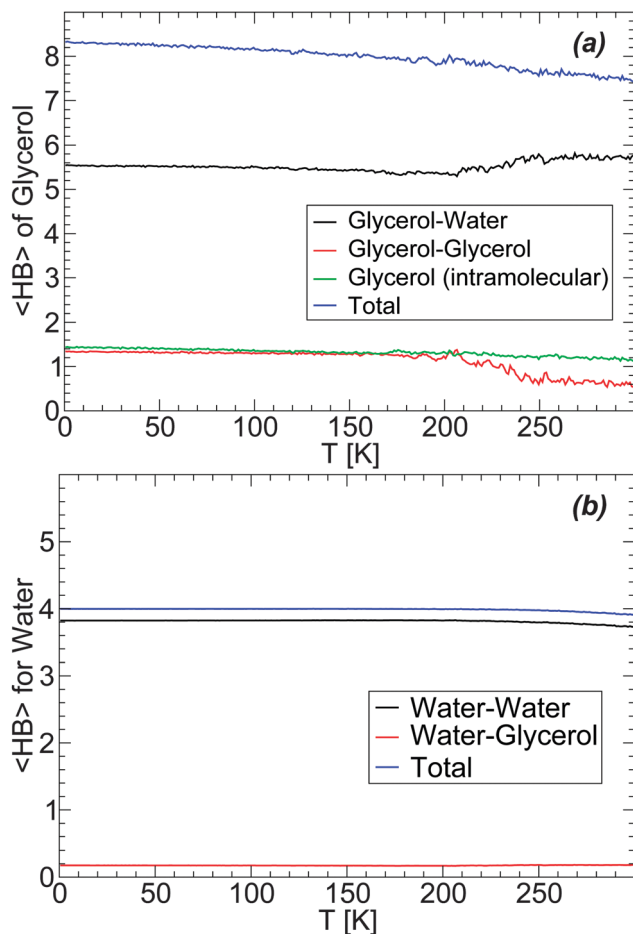 (a)
8
7
6
5
4
3
2
1
0
<HB> of Glycerol
Glycerol-Water
Glycerol-Glycerol
Glycerol (intramolecular)
Total
0 50 100 150 200 250
T [K]
(b)
5
4
3
2
1
0
<HB> for Water
Water-Water
Water-Glycerol
Total
0 50 100 150 200 250
T [K]